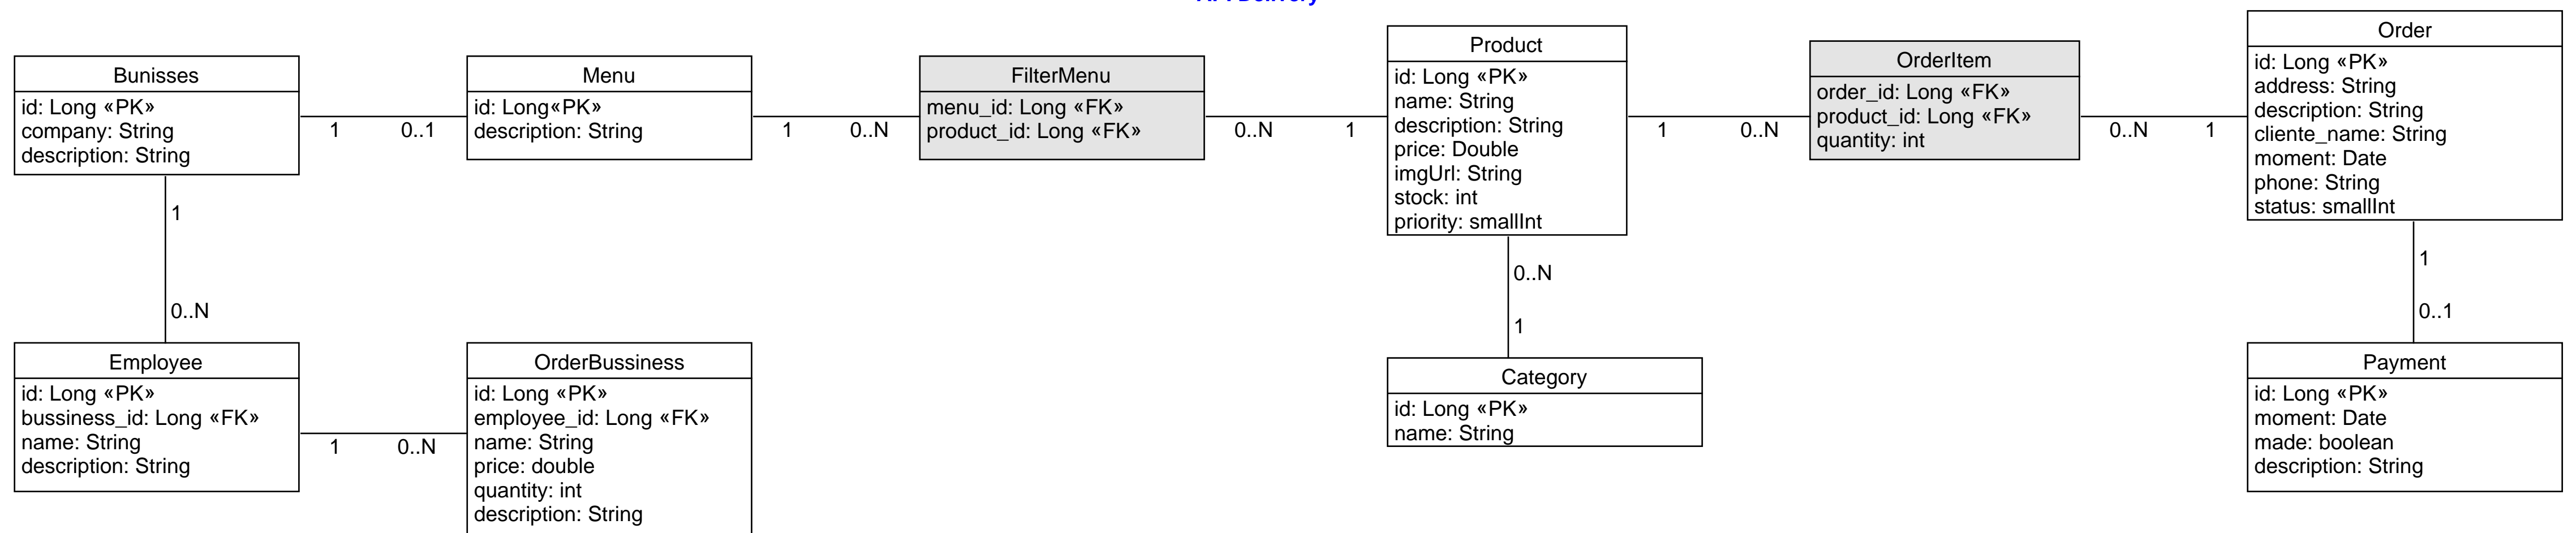 Bunisses
id: Long «PK»
company: String
description: String
1
0..1
Menu
id: Long«PK»
description: String
1
0..N
FilterMenu
menu_id: Long «FK»
product_id: Long «FK»
0..N
1
Product
id: Long «PK»
name: String
description: String
price: Double
imgUrl: String
stock: int
priority: smallInt
1
0..N
OrderItem
order_id: Long «FK»
product_id: Long «FK»
quantity: int
0..N
1
Order
id: Long «PK»
address: String
description: String
cliente_name: String
moment: Date
phone: String
status: smallInt
1
0..N
0..N
1
1
0..1
Employee
id: Long «PK»
bussiness_id: Long «FK»
name: String
description: String
1
0..N
OrderBussiness
id: Long «PK»
employee_id: Long «FK»
name: String
price: double
quantity: int
description: String
Category
id: Long «PK»
name: String
Payment
id: Long «PK»
moment: Date
made: boolean
description: String